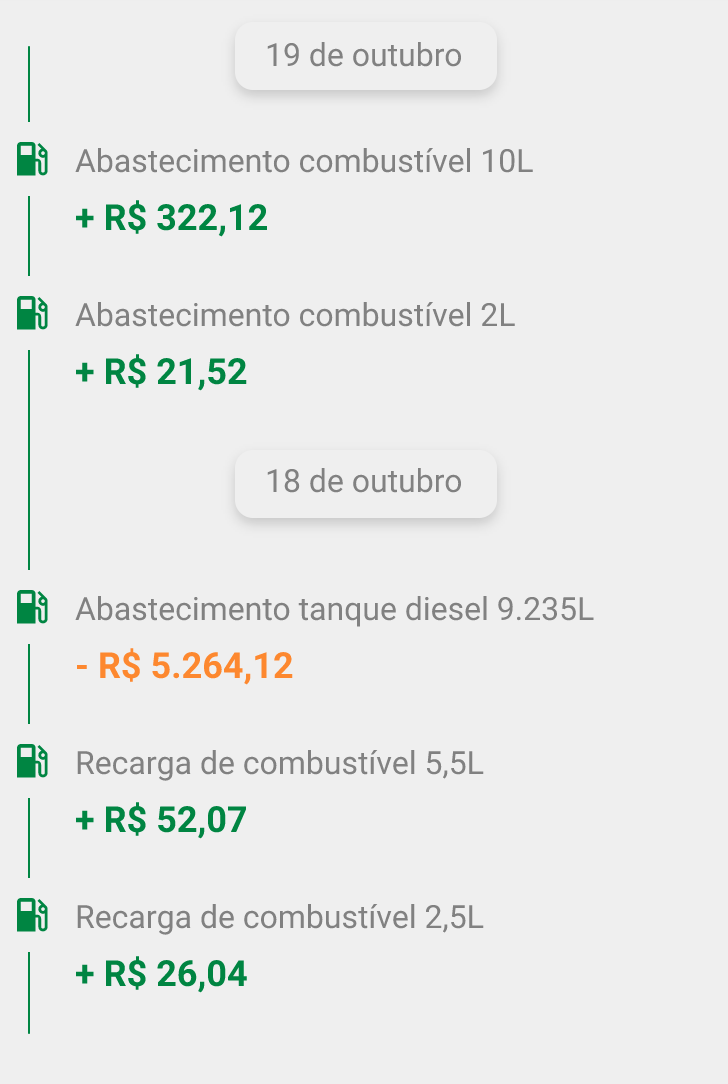 19 de outubro
Abastecimento combustível 10L
+ R$ 322,12
Abastecimento combustível 2L
+ R$ 21,52
18 de outubro
Abastecimento tanque diesel 9.235L
- R$ 5.264,12
Recarga de combustível 5,5L
+ R$ 52,07
Recarga de combustível 2,5L
+ R$ 26,04